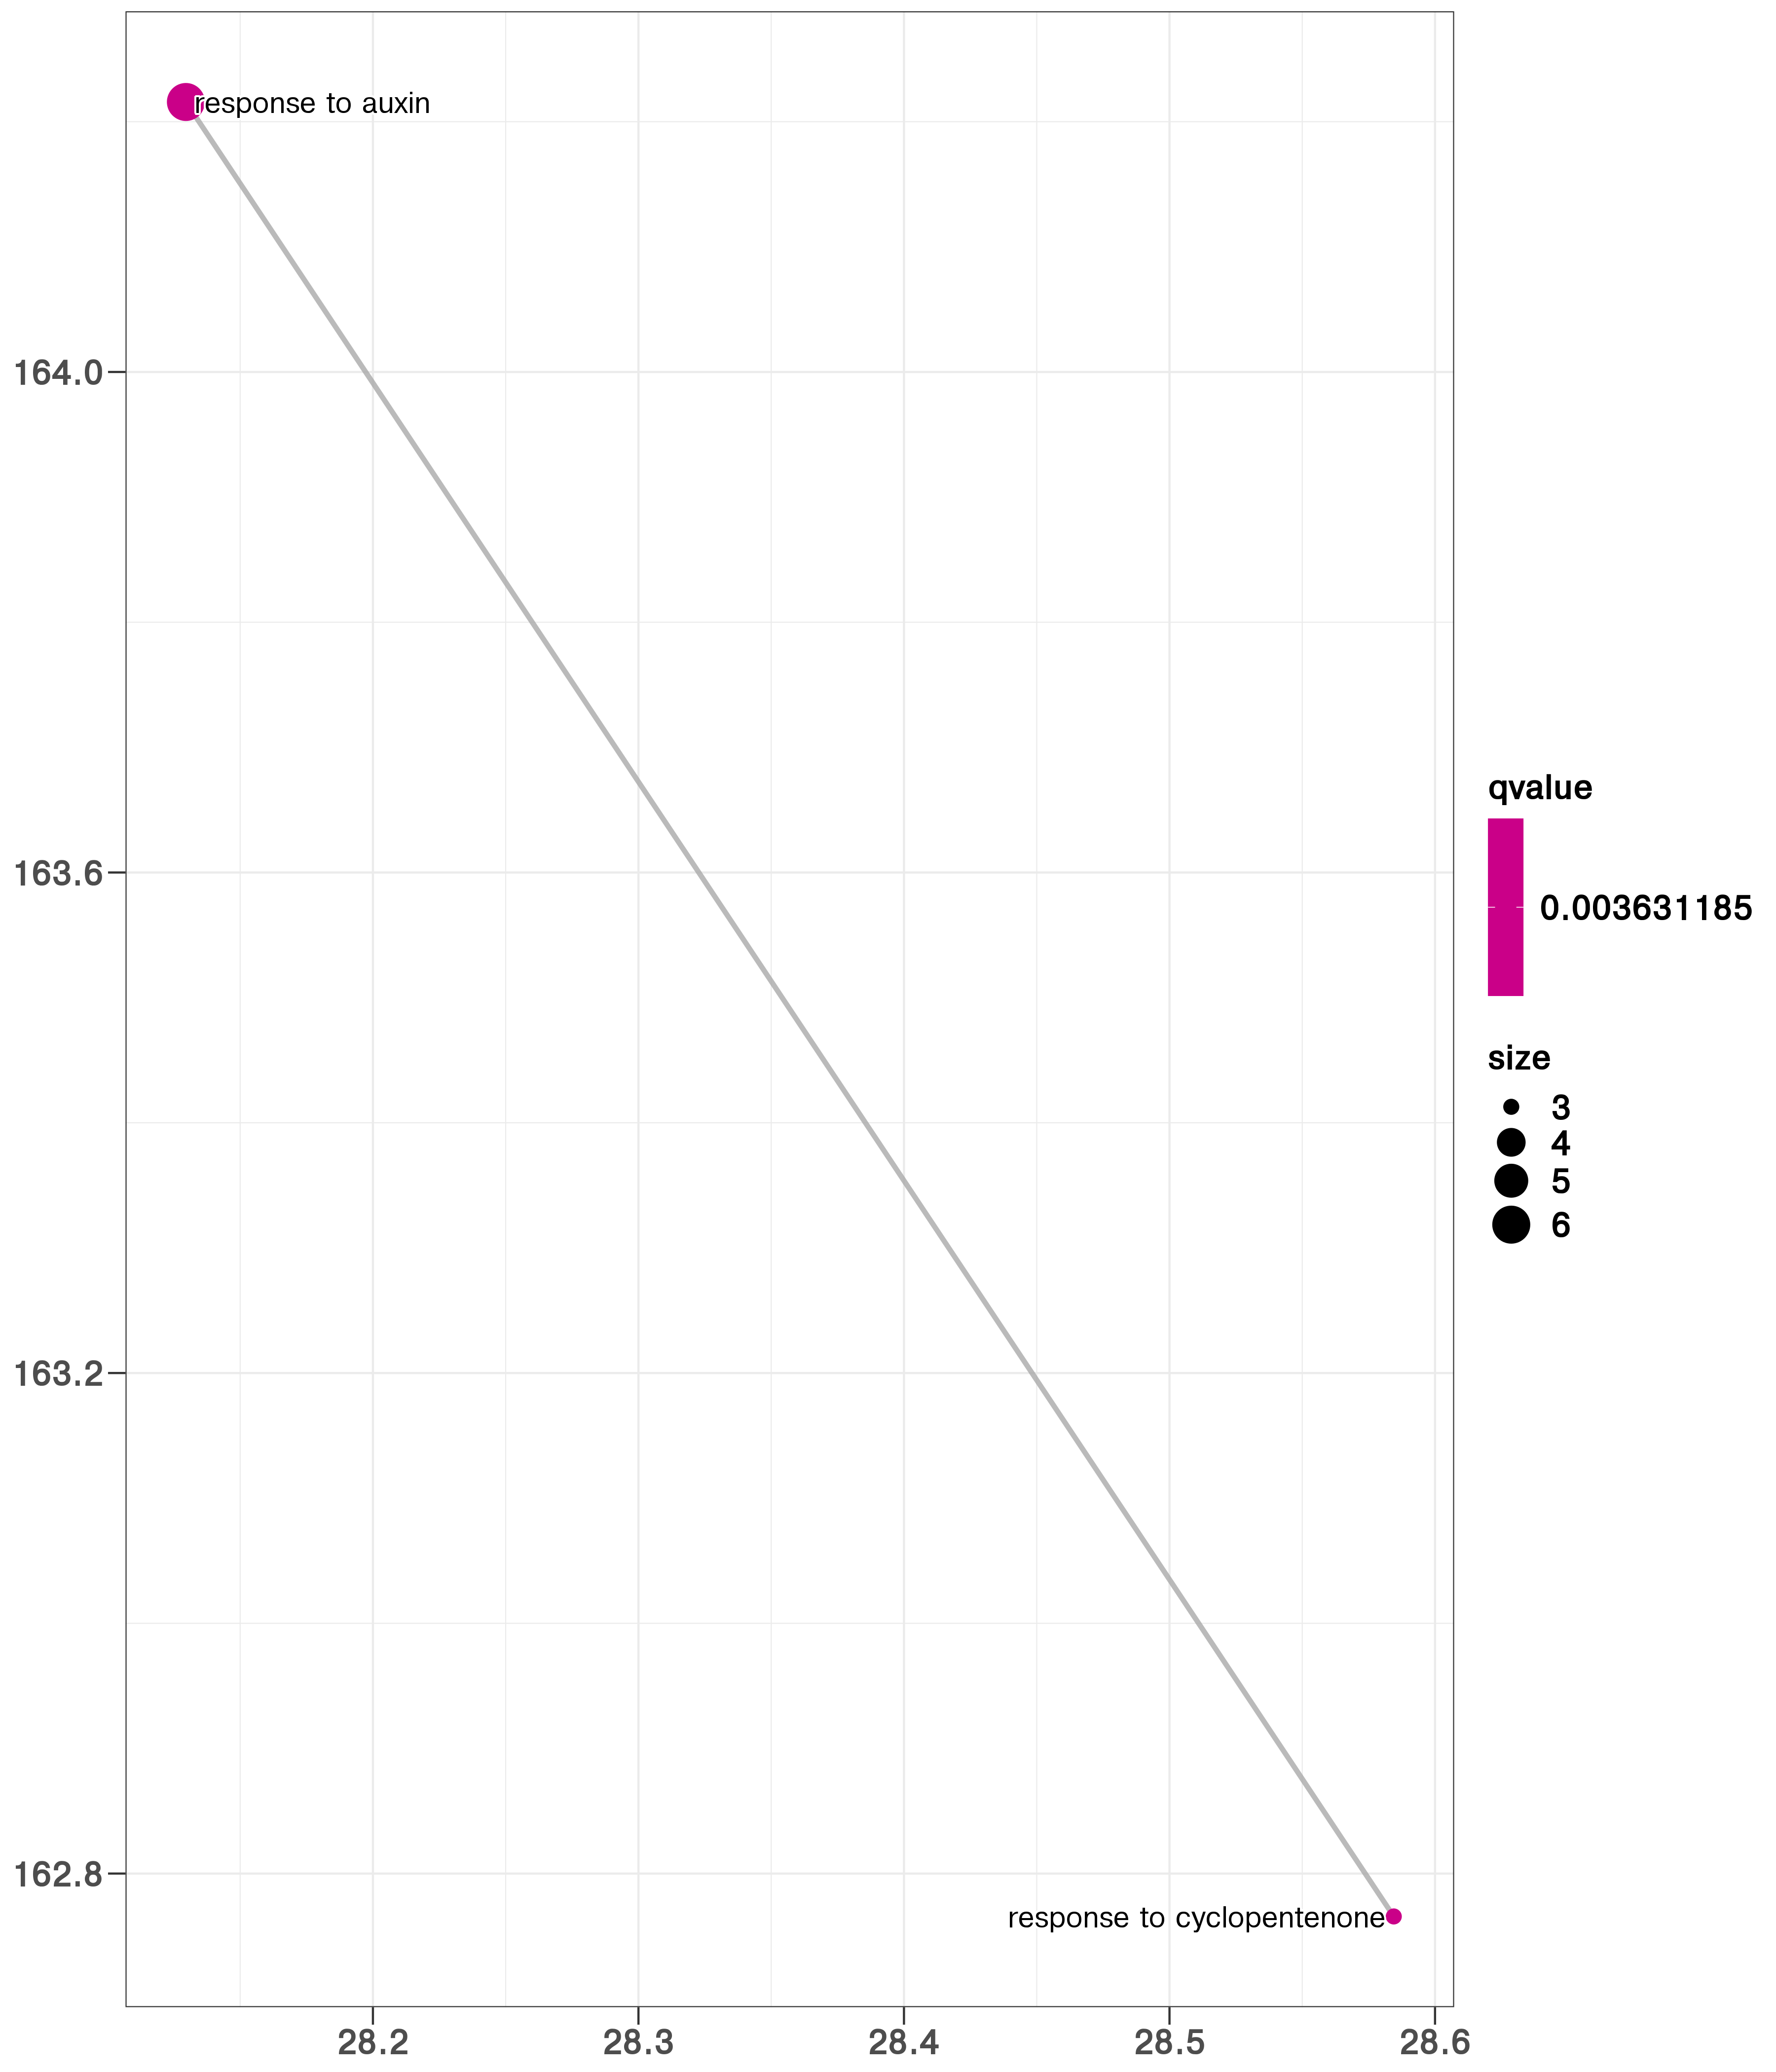 response to auxin
164.0
163.6
163.2
162.8
response to cyclopentenone
28.2 28.3 28.4 28.5 28.6
qvalue
0.003631185
size
3
4
5
6